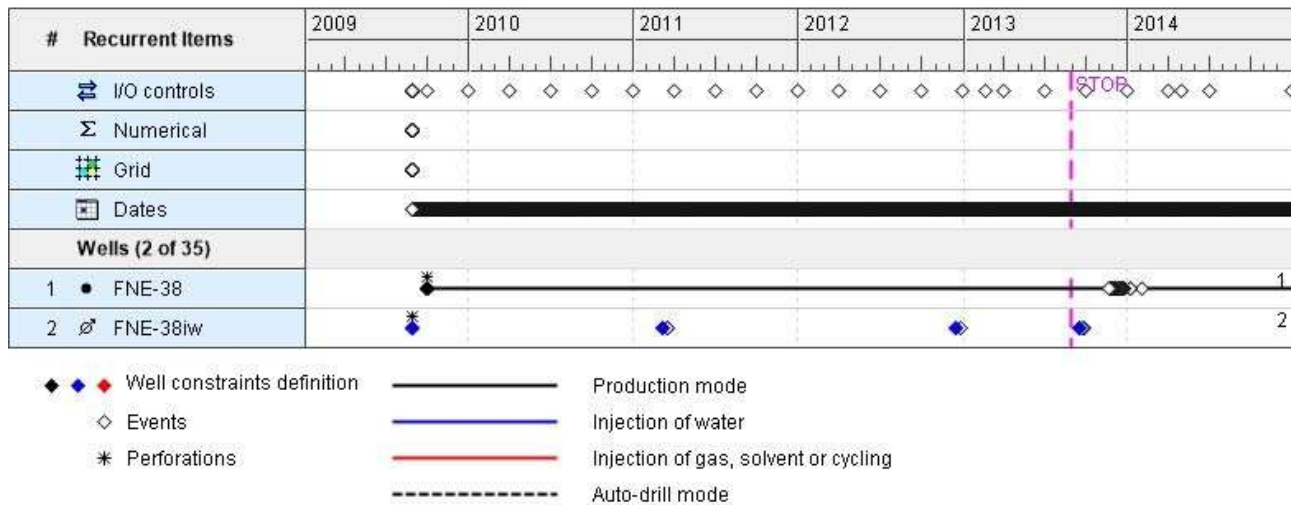 # Recurrent Items 2009 2010 2011 2012 2013 2014
I/O controls STOP
Σ Numerical
Grid
Dates
Wells (2 of 35)
1 FNE-38 1
2 FNE-38iw 2
Well constraints definition Production mode
Events Injection of water
Perforations Injection of gas, solvent or cycling
Auto-drill mode